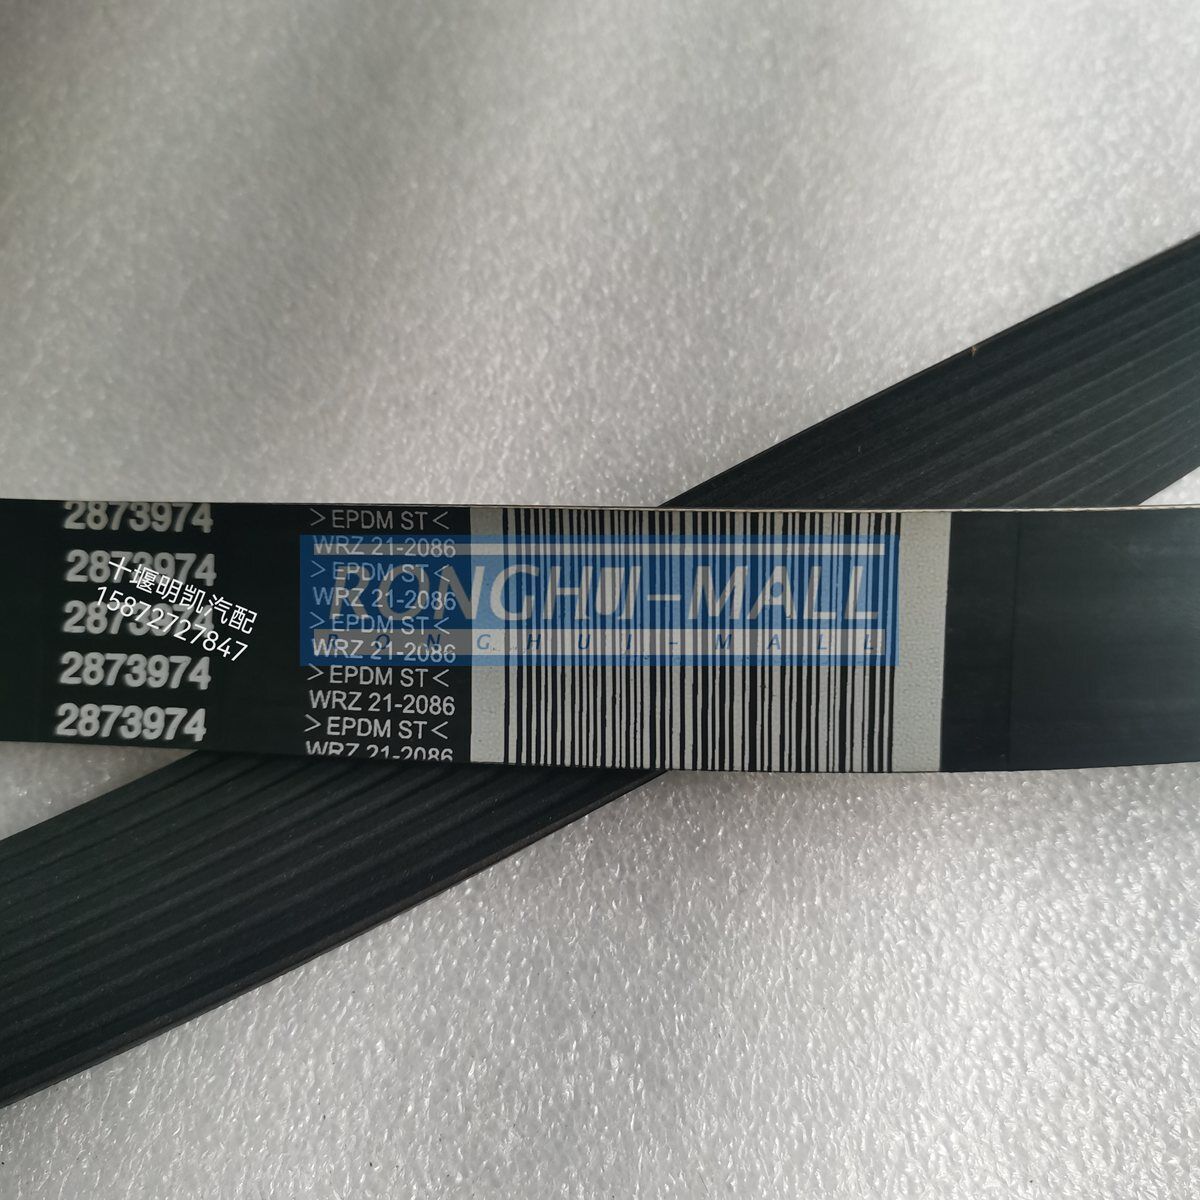 2873974
2873974
2873974
2873974
2873974
>EPDM ST<
WRZ 21-2086
>EPDM ST<
WRZ 21-2086
>EPDM ST<
WRZ 21-2086
>EPDM ST<
WRZ 21-2086
>EPDM ST<
WRZ 21-2086
十堰明凯汽配
15872727847
RONGHUI-MALL
RONGHUI-MALL